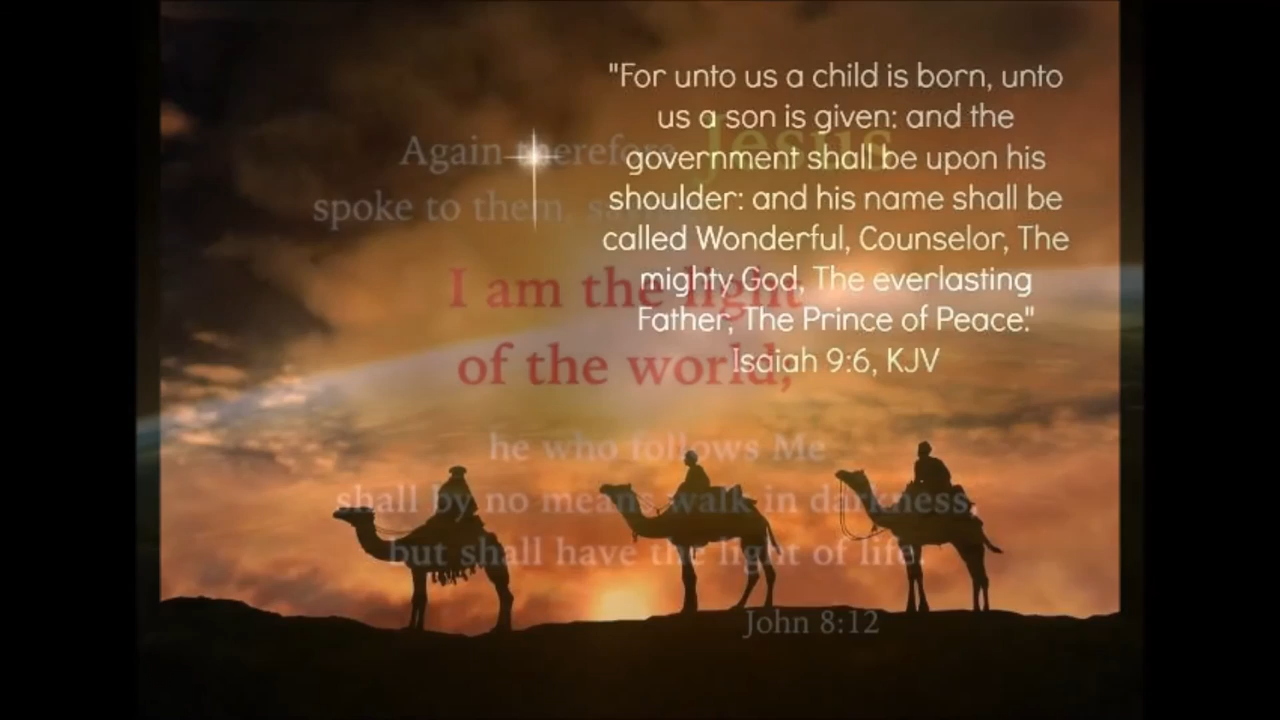 "For unto us a child is born, unto
us a son is given: and the
government shall be upon his
shoulder: and his name shall be
called Wonderful, Counselor, The
mighty God, The everlasting
Father, The Prince of Peace."
Isaiah 9:6, KJV
Again therefore Jesus
spoke to them,
I am the light
of the world,
he who follows Me
shall by no means walk in darkness
but shall have the light of life
John 8:12